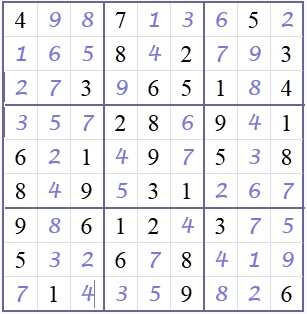 4 9 8 7 1 3 6 5 2
1 6 5 8 4 2 7 9 3
2 7 3 9 6 5 1 8 4
3 5 7 2 8 6 9 4 1
6 2 1 4 9 7 5 3 8
8 4 9 5 3 1 2 6 7
9 8 6 1 2 4 3 7 5
5 3 2 6 7 8 4 1 9
7 1 4 3 5 9 8 2 6